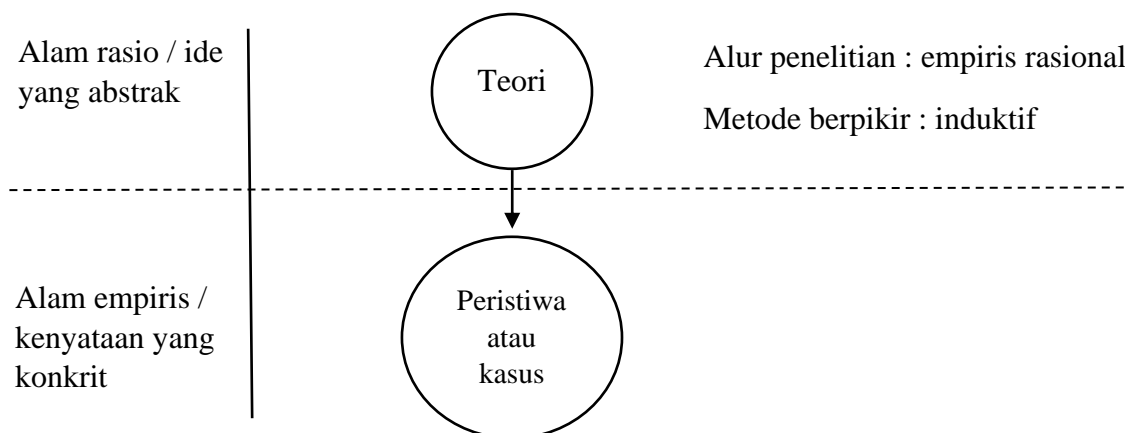 Alam rasio / ide
yang abstrak
Teori
Alur penelitian : empiris rasional
Metode berpikir : induktif
Alam empiris /
kenyataan yang
konkrit
Peristiwa
atau
kasus